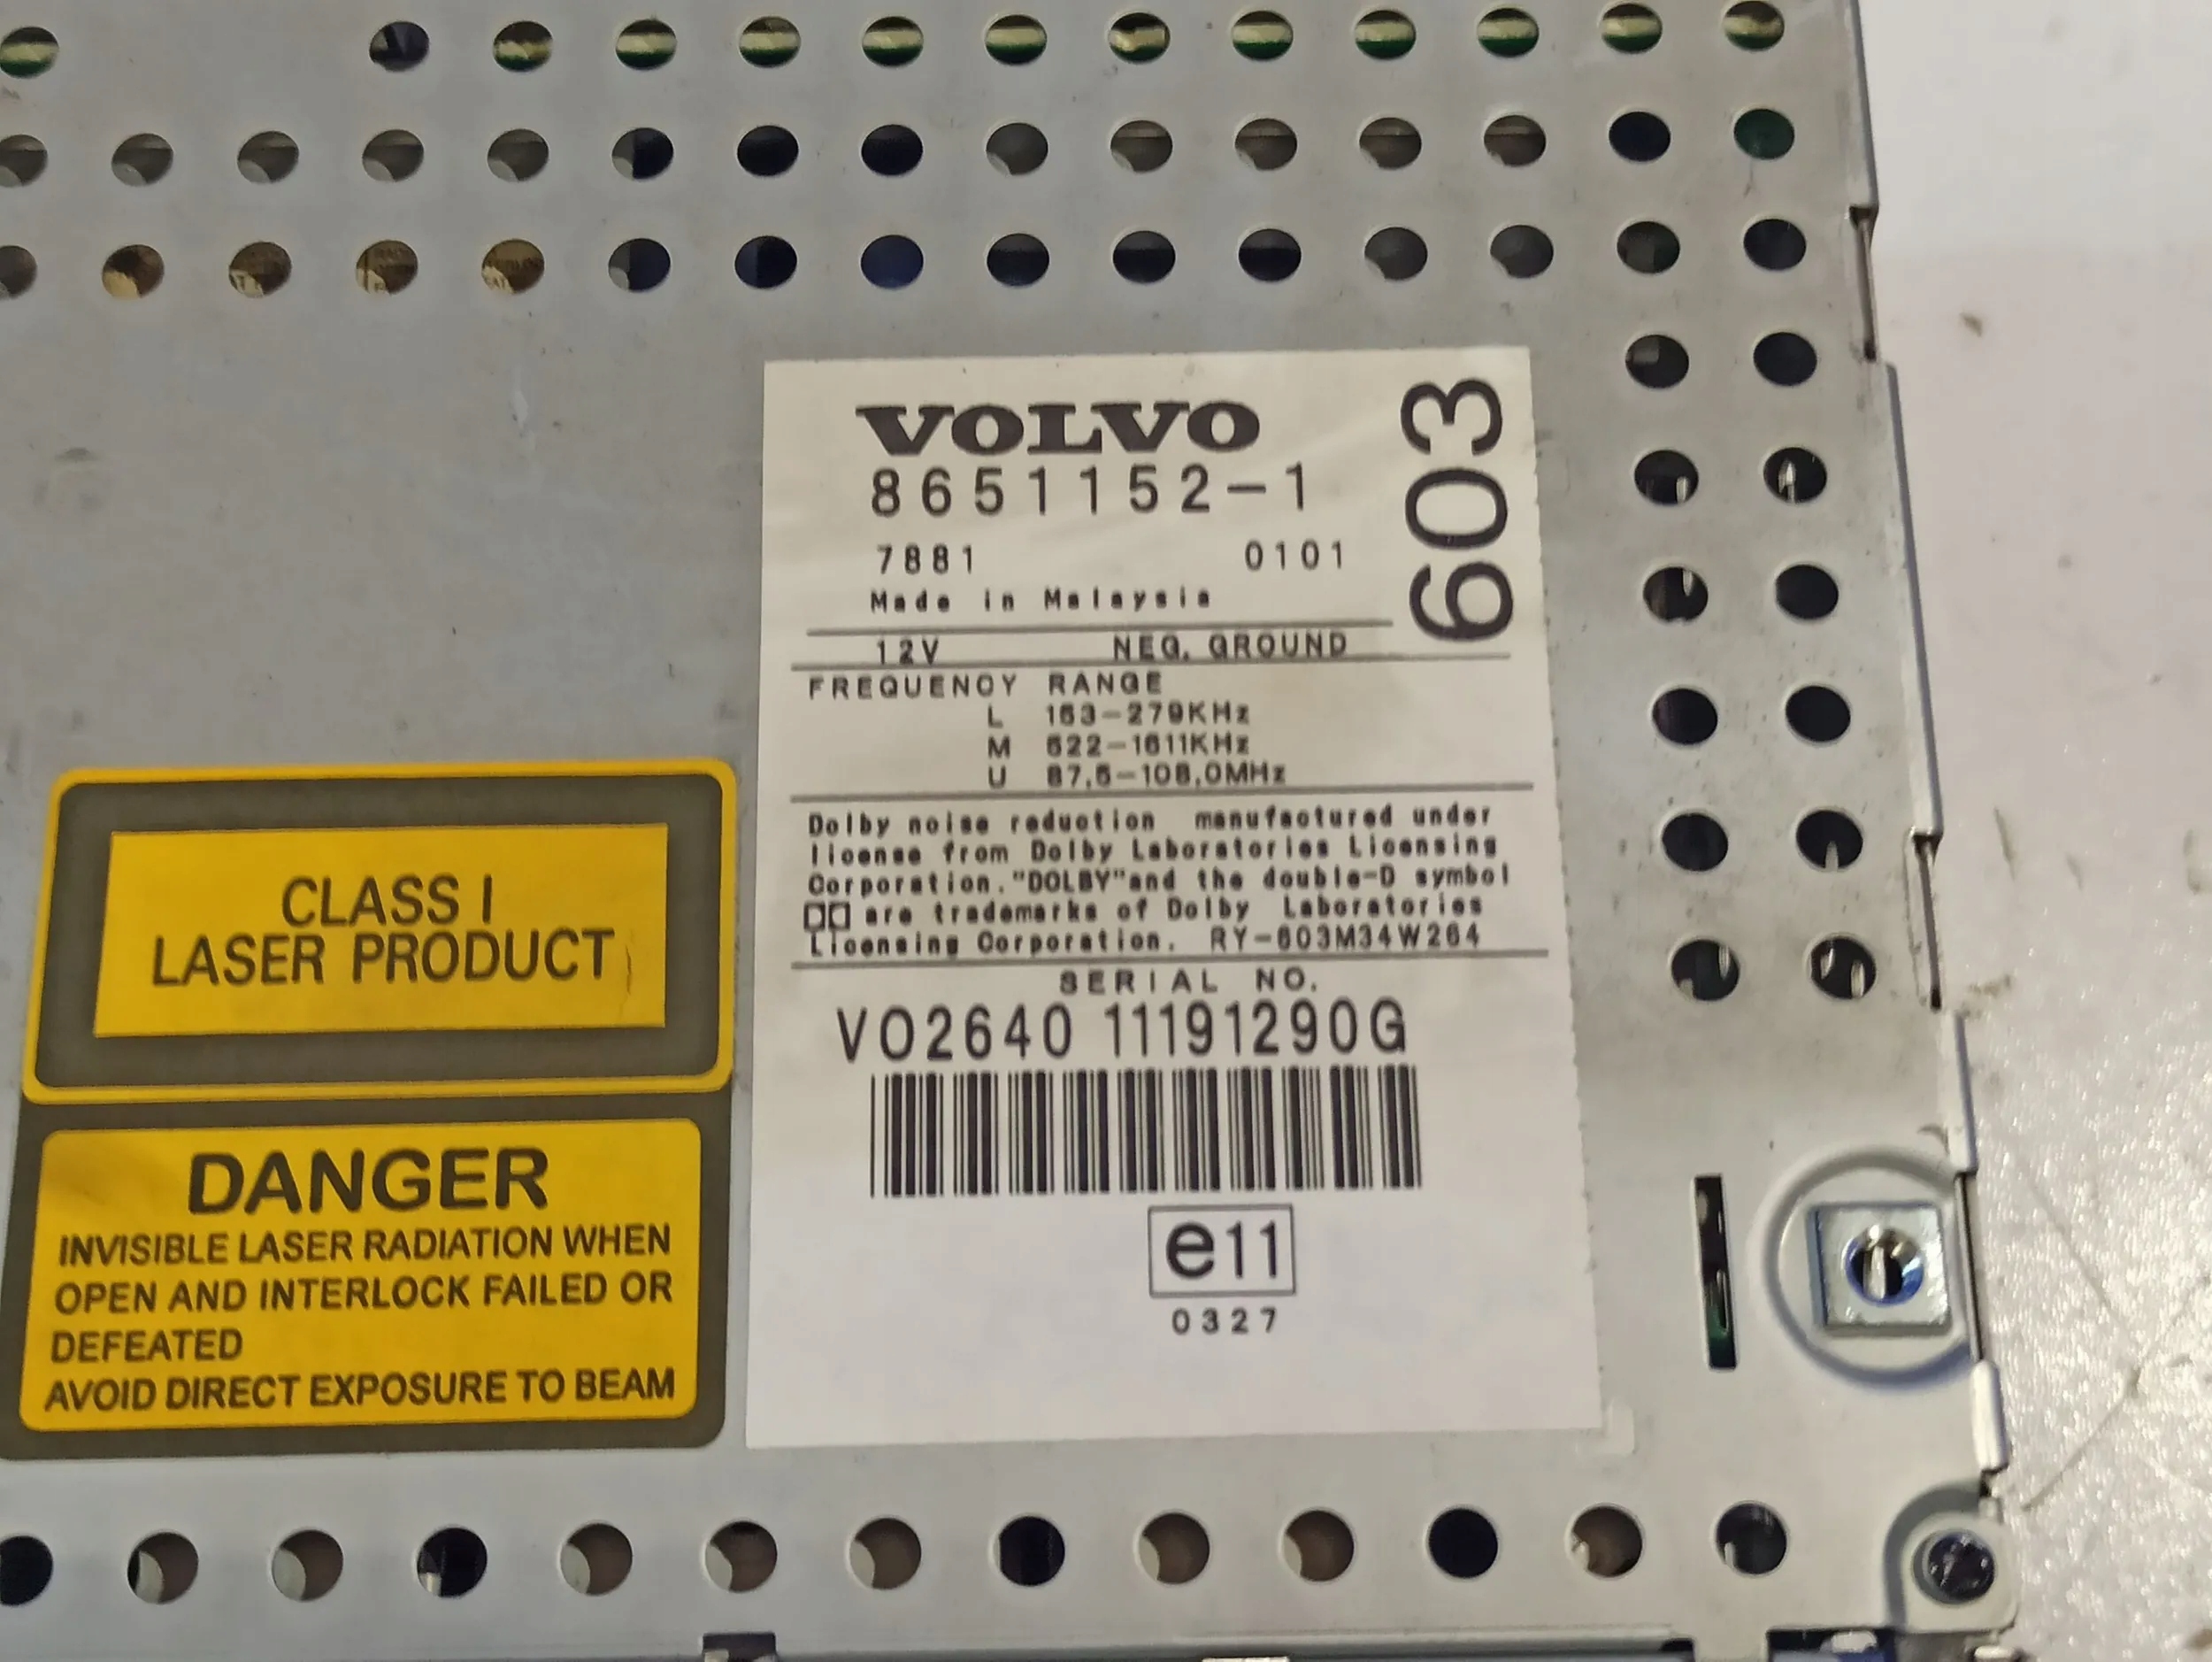 VOLVO
8651152-1
603
7881 0101
Made in Malaysia
12V NEG. GROUND
FREQUENCY RANGE
L 153-279KHz
M 522-1611KHz
U 87.5-108.0MHz
Dolby noise reduction manufactured under
license from Dolby Laboratories Licensing
Corporation."DOLBY"and the double-D symbol
are trademarks of Dolby Laboratories
Licensing Corporation. RY-603M34W264
SERIAL NO.
VO2640 11191290G
e11
0327
CLASS I
LASER PRODUCT
DANGER
INVISIBLE LASER RADIATION WHEN
OPEN AND INTERLOCK FAILED OR
DEFEATED
AVOID DIRECT EXPOSURE TO BEAM